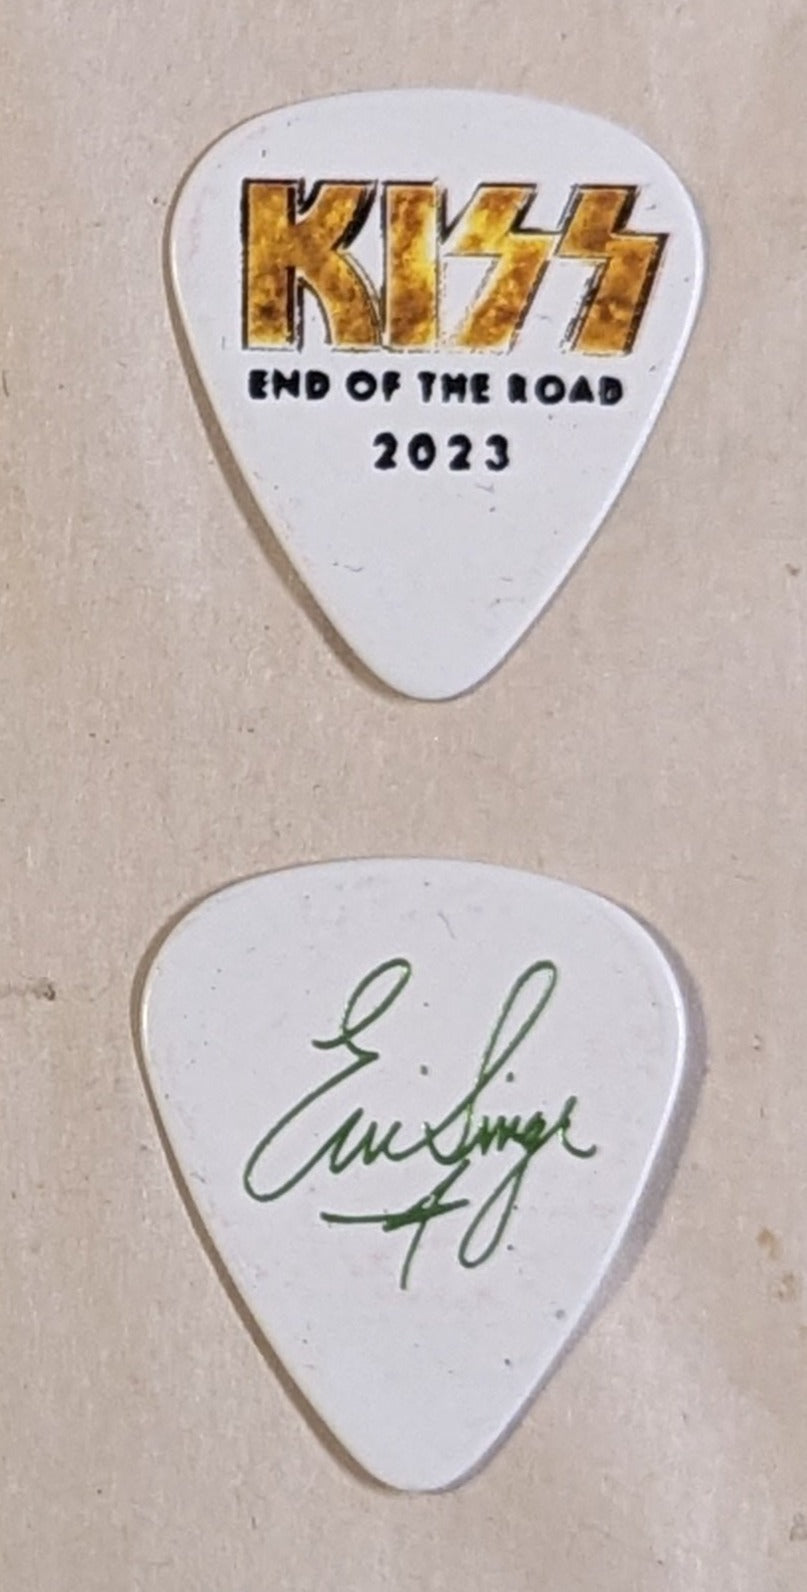 KISS
END OF THE ROAD
2023
Eric Singer